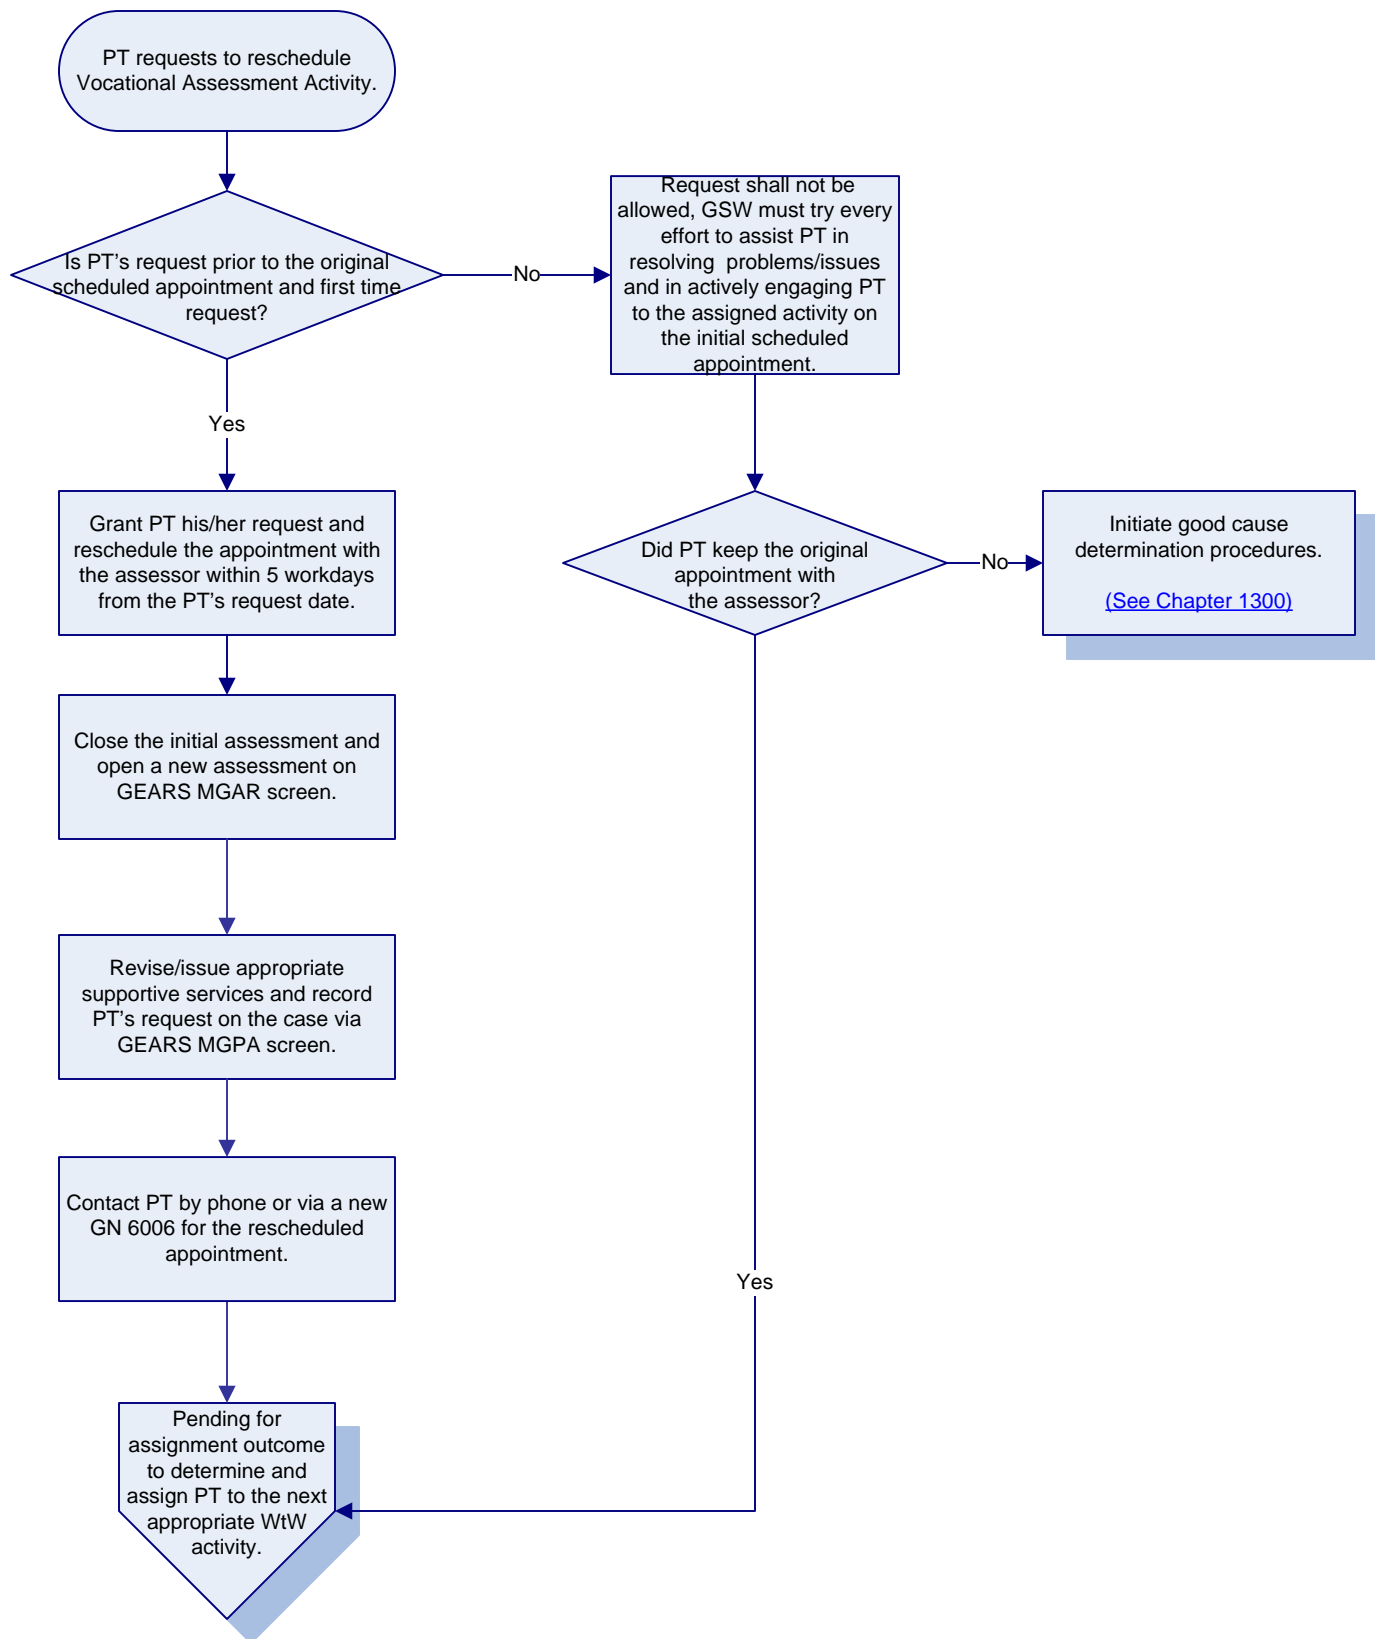 PT requests to reschedule
Vocational Assessment Activity.
Is PT's request prior to the original
scheduled appointment and first time
request?
No
Request shall not be
allowed, GSW must try every
effort to assist PT in
resolving problems/issues
and in actively engaging PT
to the assigned activity on
the initial scheduled
appointment.
Yes
Grant PT his/her request and
reschedule the appointment with
the assessor within 5 workdays
from the PT's request date.
Did PT keep the original
appointment with
the assessor?
No
Initiate good cause
determination procedures.
(See Chapter 1300)
Close the initial assessment and
open a new assessment on
GEARS MGAR screen.
Revise/issue appropriate
supportive services and record
PT's request on the case via
GEARS MGPA screen.
Contact PT by phone or via a new
GN 6006 for the rescheduled
appointment.
Yes
Pending for
assignment outcome
to determine and
assign PT to the next
appropriate WtW
activity.